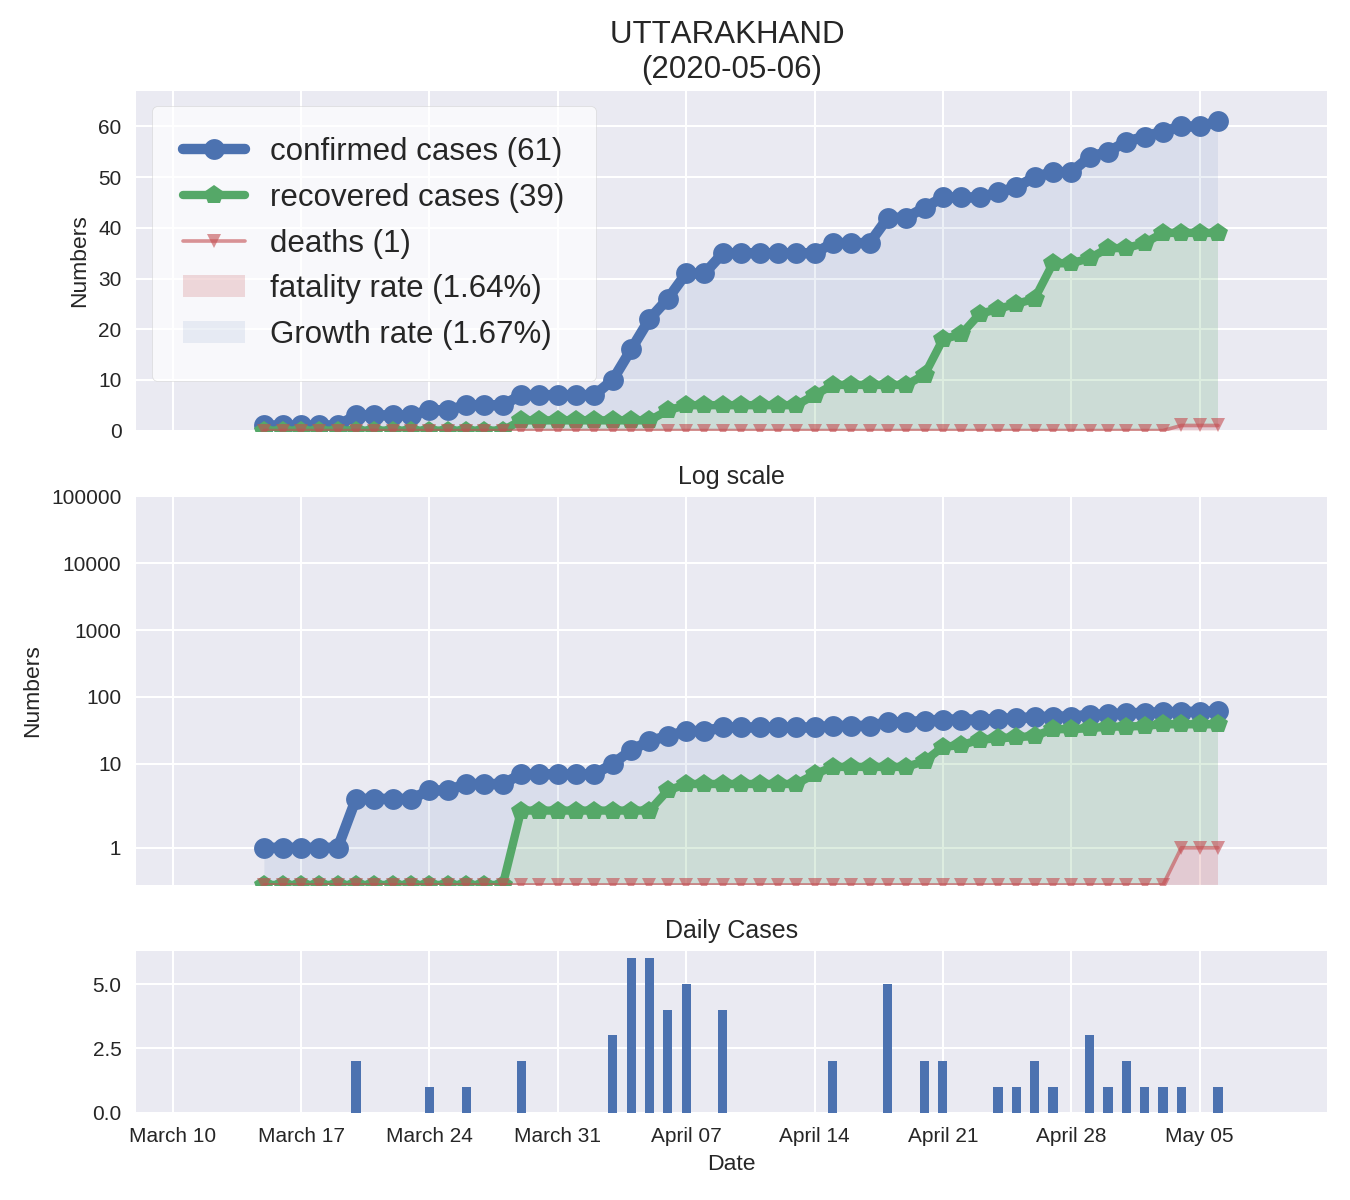 UTTARAKHAND
(2020-05-06)
confirmed cases (61)
recovered cases (39)
deaths (1)
fatality rate (1.64%)
Growth rate (1.67%)
60
50
40
30
20
10
0
Numbers
Log scale
100000
10000
1000
100
10
1
Numbers
Daily Cases
5.0
2.5
0.0
March 10 March 17 March 24 March 31 April 07 April 14 April 21 April 28 May 05
Date